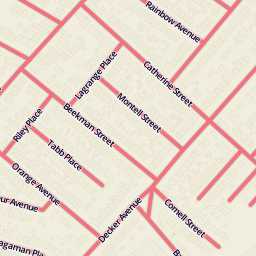 Rainbow Avenue
Lagrange Place
Catherine Street
Montell Street
Beekman Street
Riley Place
Tabb Place
Orange Avenue
Decker Avenue
Cornell Street